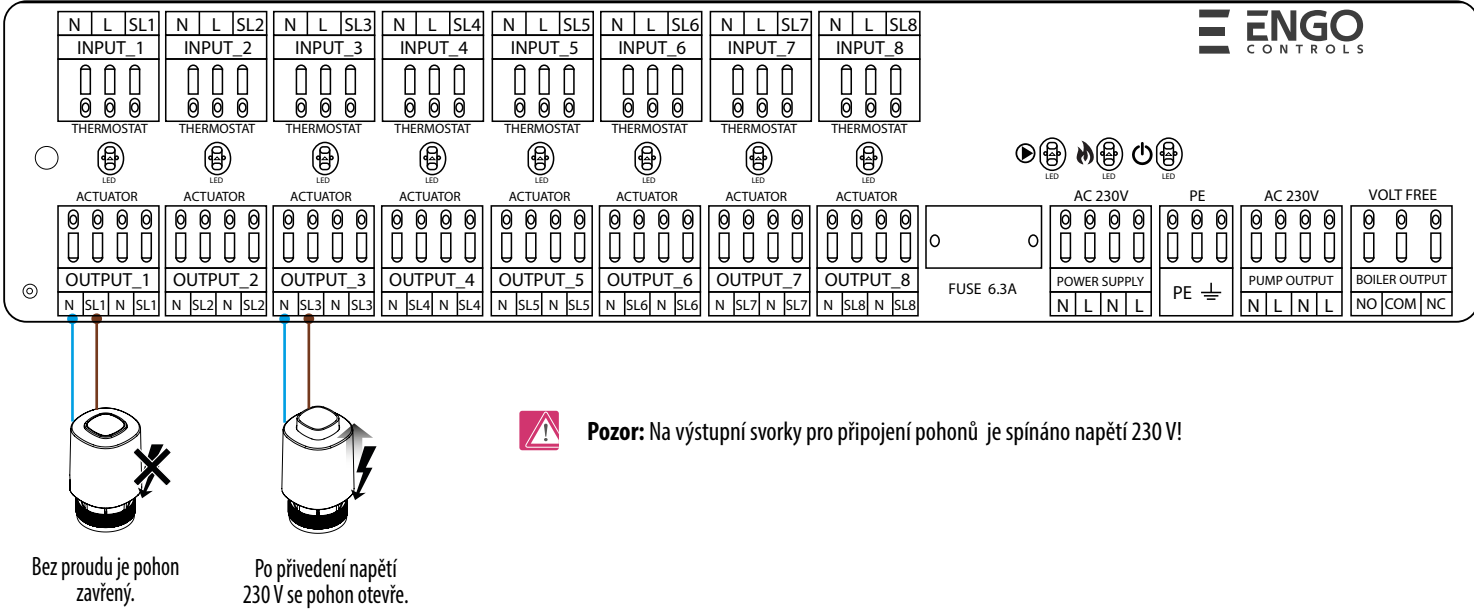 N L SL1 N L SL2 N L SL3 N L SL4 N L SL5 N L SL6 N L SL7 N L SL8
INPUT_1 INPUT_2 INPUT_3 INPUT_4 INPUT_5 INPUT_6 INPUT_7 INPUT_8
ENGO
CONTROLS
THERMOSTAT THERMOSTAT THERMOSTAT THERMOSTAT THERMOSTAT THERMOSTAT THERMOSTAT THERMOSTAT
LED LED LED LED LED LED LED LED LED LED LED
ACTUATOR ACTUATOR ACTUATOR ACTUATOR ACTUATOR ACTUATOR ACTUATOR ACTUATOR AC 230V PE AC 230V VOLT FREE
OUTPUT_1 OUTPUT_2 OUTPUT_3 OUTPUT_4 OUTPUT_5 OUTPUT_6 OUTPUT_7 OUTPUT_8 FUSE 6.3A POWER SUPPLY PE PUMP OUTPUT BOILER OUTPUT
N SL1 N SL1 N SL2 N SL2 N SL3 N SL3 N SL4 N SL4 N SL5 N SL5 N SL6 N SL6 N SL7 N SL7 N SL8 N SL8 N L N L N L N L NO COM NC
Pozor: Na výstupní svorky pro připojení pohonů je spínáno napětí 230 V!
Bez proudu je pohon
zavřený.
Po přivedení napětí
230 V se pohon otevře.